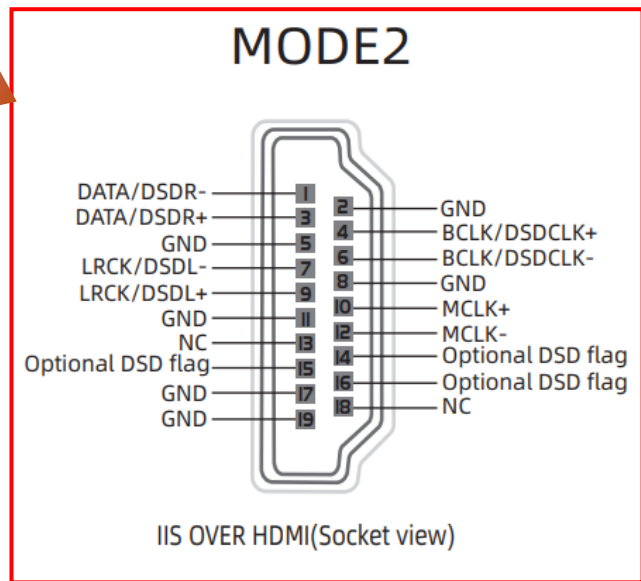 MODE2
DATA/DSDR- 1
2 GND
DATA/DSDR+ 3
4 BCLK/DSDCLK+
GND 5
6 BCLK/DSDCLK-
LRCK/DSDL- 7
8 GND
LRCK/DSDL+ 9
10 MCLK+
GND 11
12 MCLK-
NC 13
14 Optional DSD flag
Optional DSD flag 15
16 Optional DSD flag
GND 17
18 NC
GND 19
IIS OVER HDMI(Socket view)